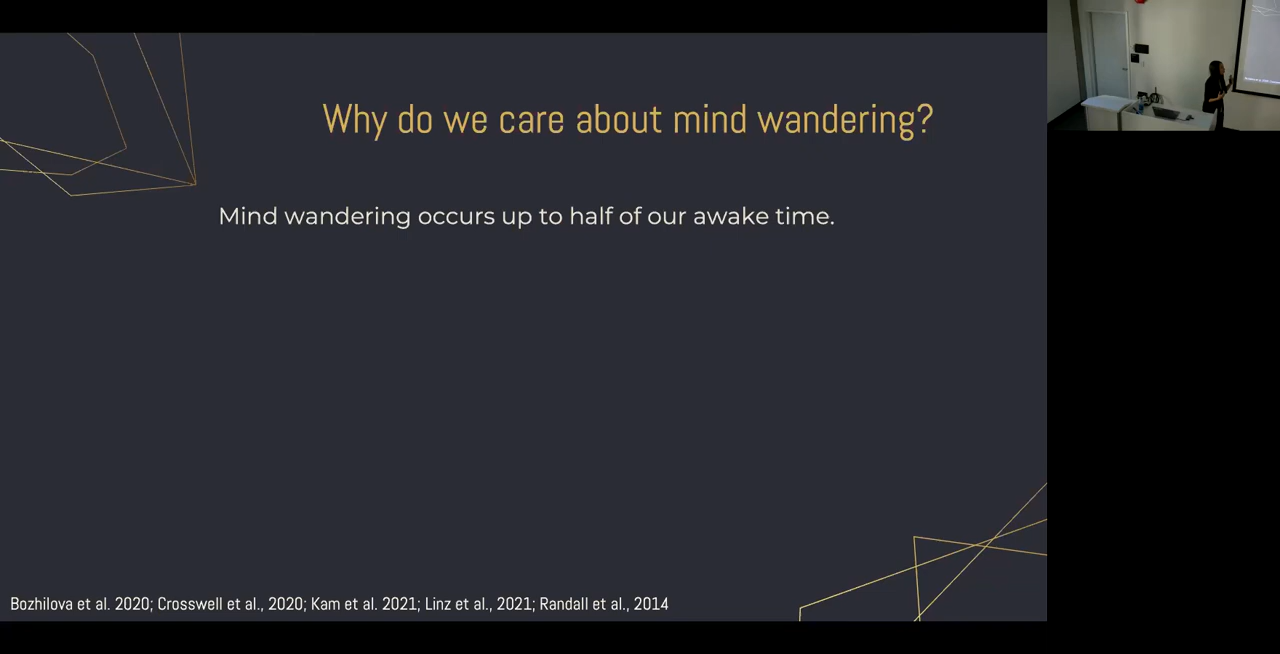 Why do we care about mind wandering?
Mind wandering occurs up to half of our awake time.
Bozhilova et al. 2020; Crosswell et al., 2020; Kam et al. 2021; Linz et al., 2021; Randall et al., 2014